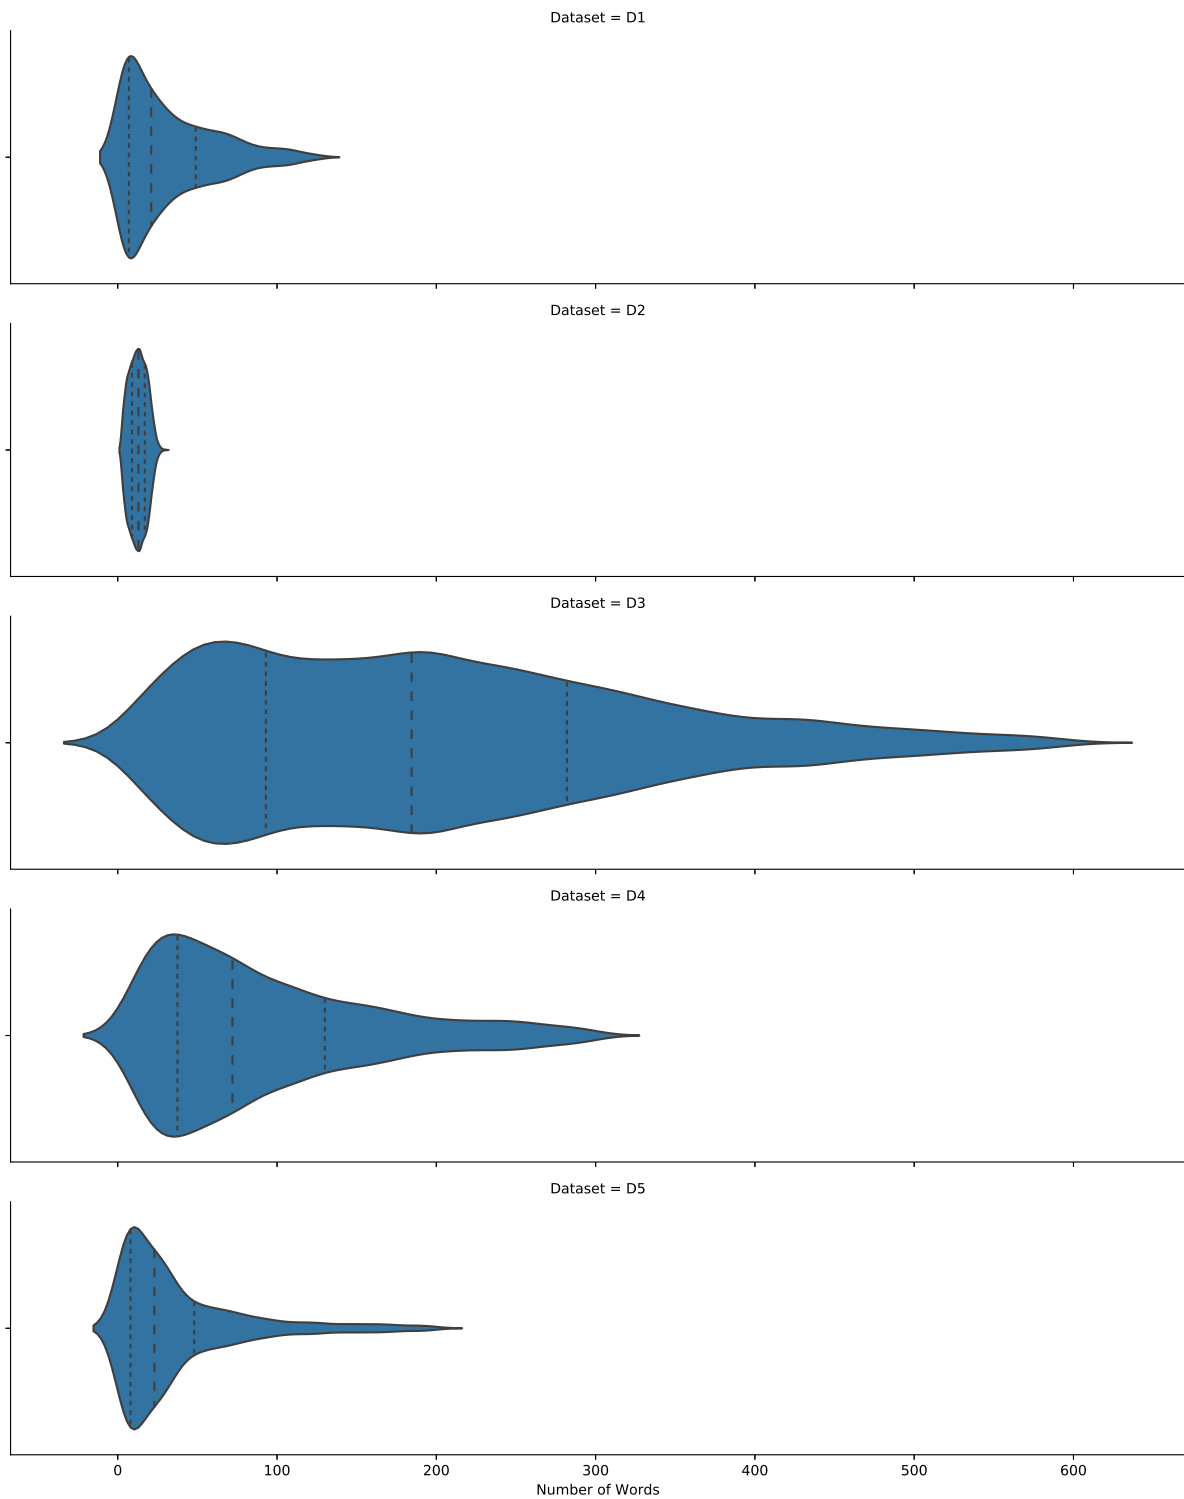 Dataset = D1
Dataset = D2
Dataset = D3
Dataset = D4
Dataset = D5
0 100 200 300 400 500 600
Number of Words